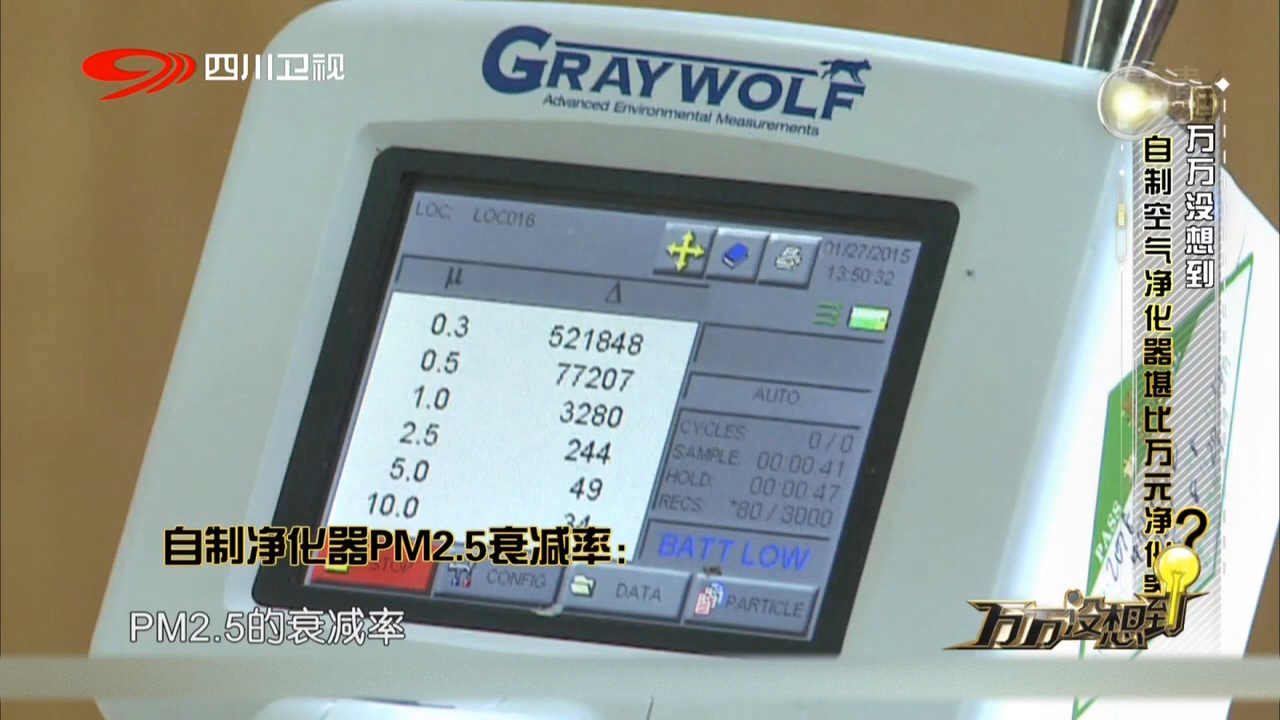 四川卫视
GRAYWOLF
Advanced Environmental Measurements
LOC. LOC016
01/27/2015
13:50:32
μ Δ
0.3 521848
0.5 77207
1.0 3280
2.5 244
5.0 49
10.0 34
AUTO
CYCLES: 0 / 0
SAMPLE: 00:00:41
HOLD: 00:00:47
RECS: *80 / 3000
BATT LOW
STOP
CONFIG
DATA
PARTICLE
自制净化器PM2.5衰减率：
PM2.5的衰减率
万万没想到
自制空气净化器堪比万元净化
?
PASS
万万没想到